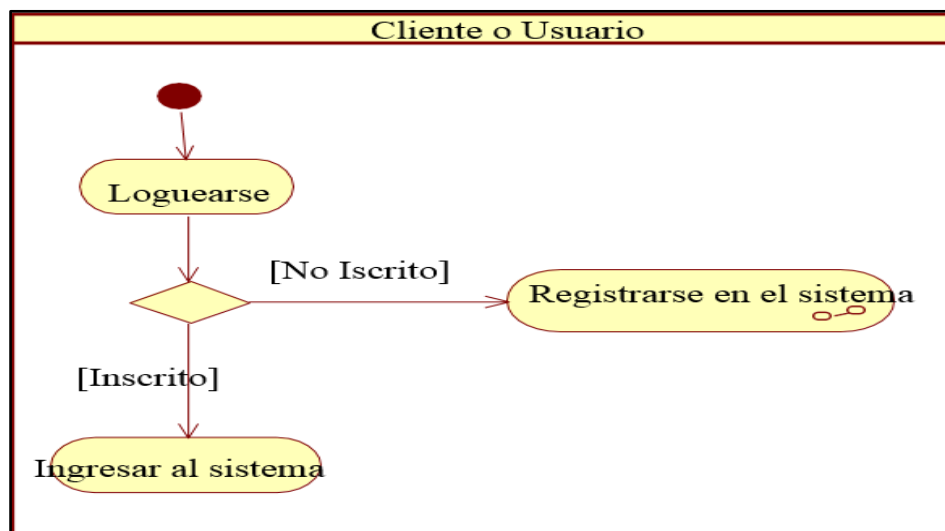 Cliente o Usuario
Loguearse
[No Iscrito]
Registrarse en el sistema
[Inscrito]
Ingresar al sistema